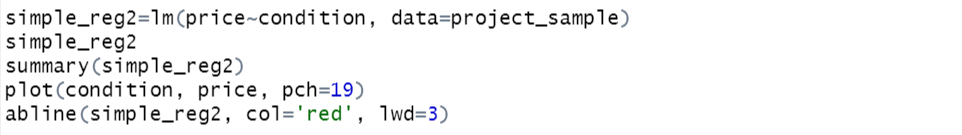 simple_reg2=lm(price~condition, data=project_sample)
simple_reg2
summary(simple_reg2)
plot(condition, price, pch=19)
abline(simple_reg2, col='red', lwd=3)